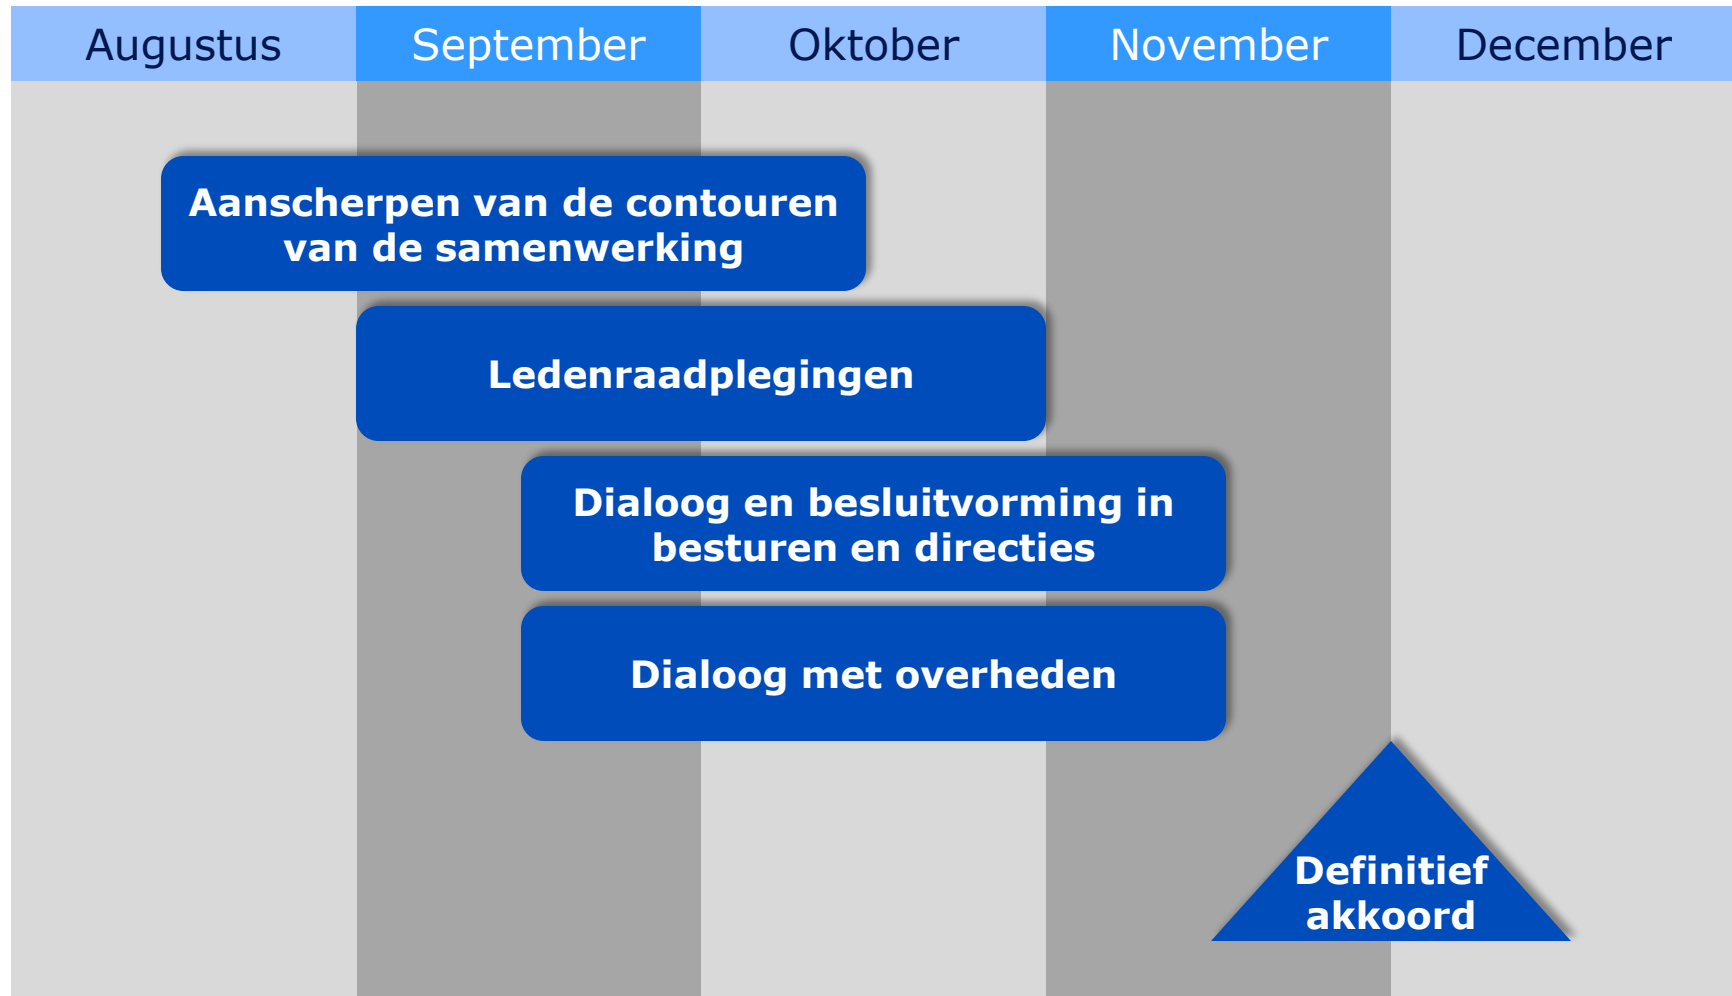 Augustus
September
Oktober
November
December
Aanscherpen van de contouren
van de samenwerking
Ledenraadplegingen
Dialoog en besluitvorming in
besturen en directies
Dialoog met overheden
Definitief
akkoord